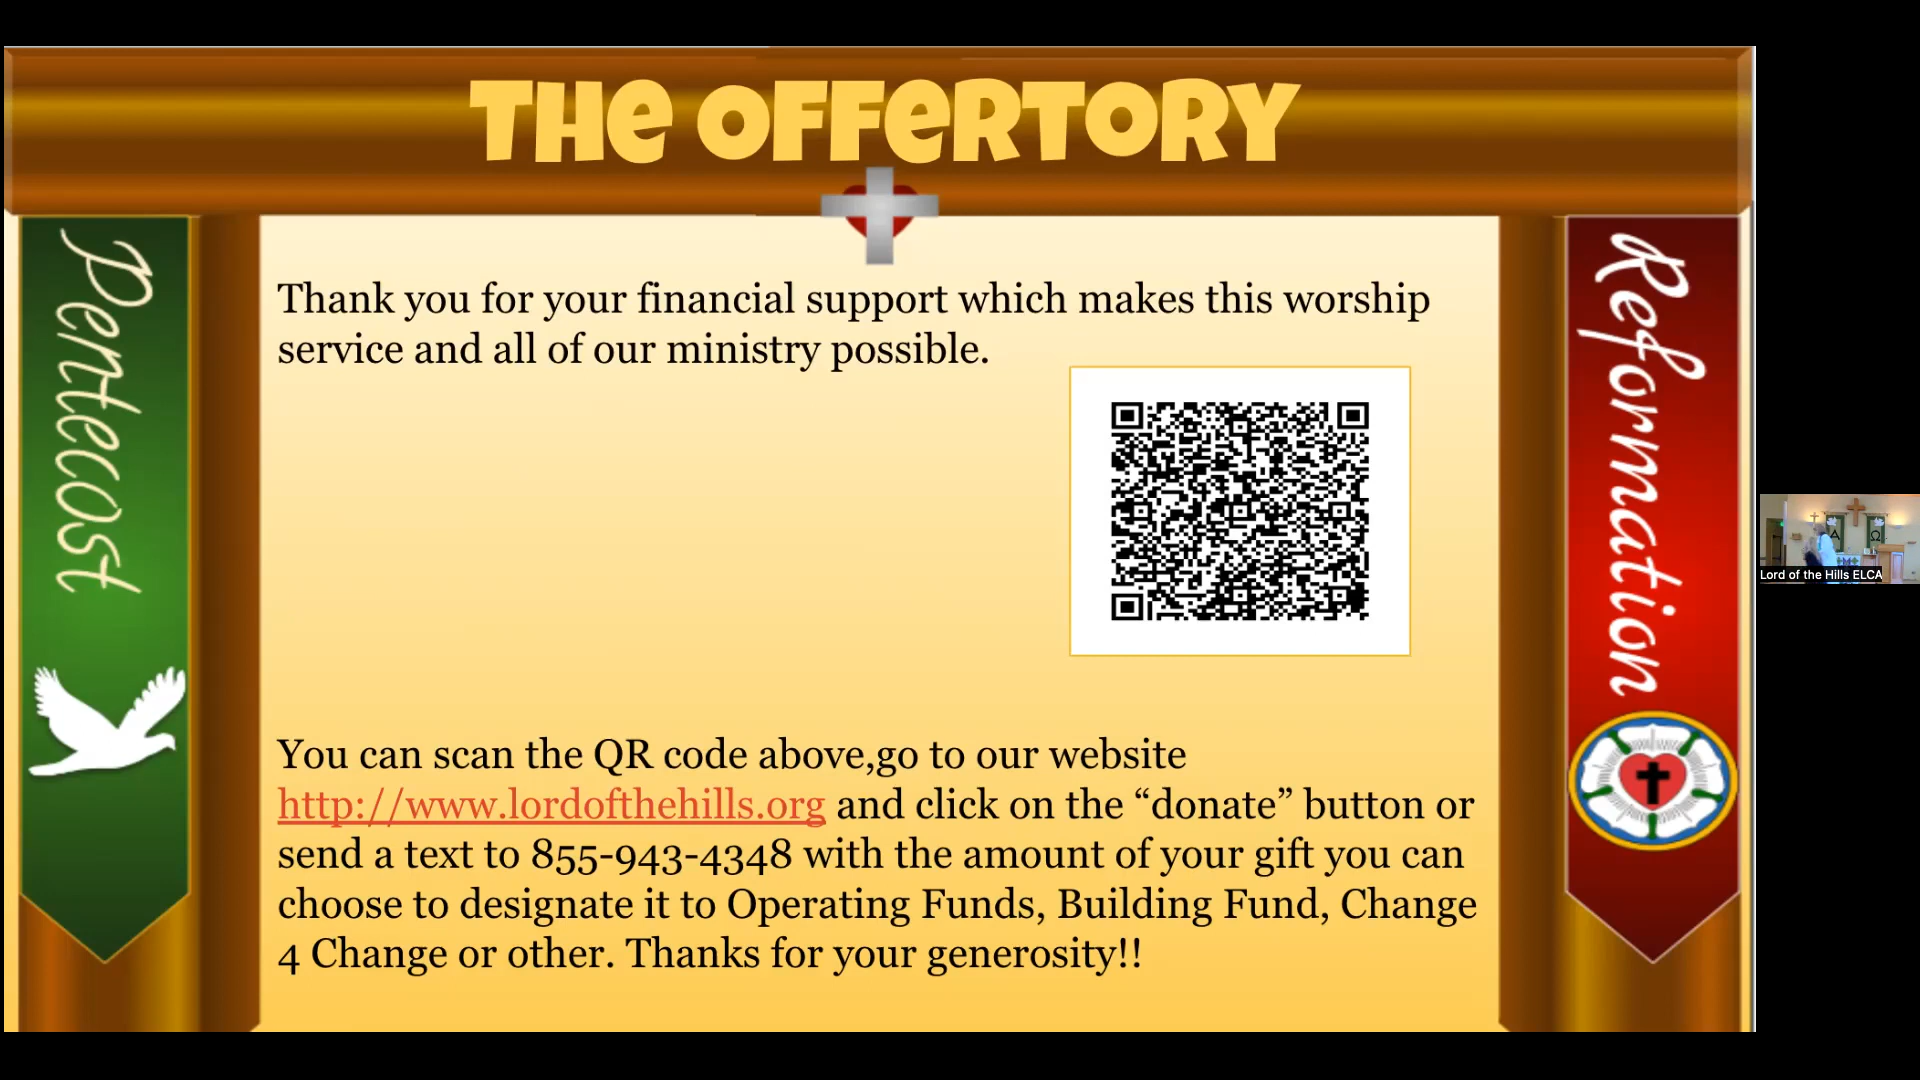 THe OFFeRTORY
Pentecost
Reformation
Thank you for your financial support which makes this worship
service and all of our ministry possible.
You can scan the QR code above,go to our website
http://www.lordofthehills.org and click on the “donate” button or
send a text to 855-943-4348 with the amount of your gift you can
choose to designate it to Operating Funds, Building Fund, Change
4 Change or other. Thanks for your generosity!!
Α
Ω
Lord of the Hills ELCA